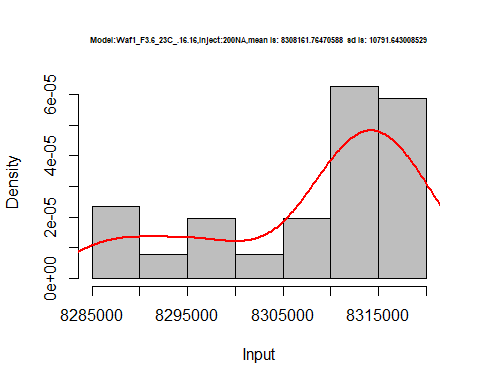 Model:Waf1_F3.6_23C_.16.16,inject:200NA,mean is: 8308161.76470588 sd is: 10791.643008529
Density
6e-05
4e-05
2e-05
0e+00
8285000 8295000 8305000 8315000
Input